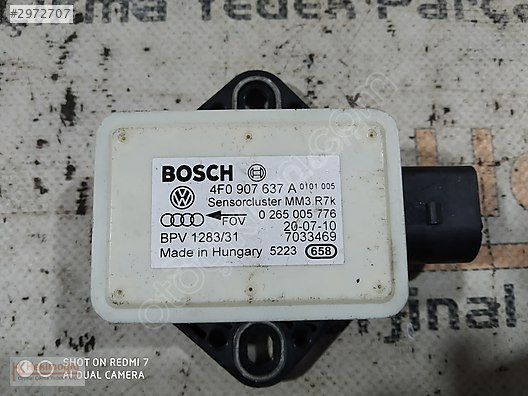 #2972707
BOSCH
4F0 907 637 A 0101 005
Sensorcluster MM3 R7k
FOV 0 265 005 776
20-07-10
BPV 1283/31 7033469
Made in Hungary 5223 658
SHOT ON REDMI 7
AI DUAL CAMERA